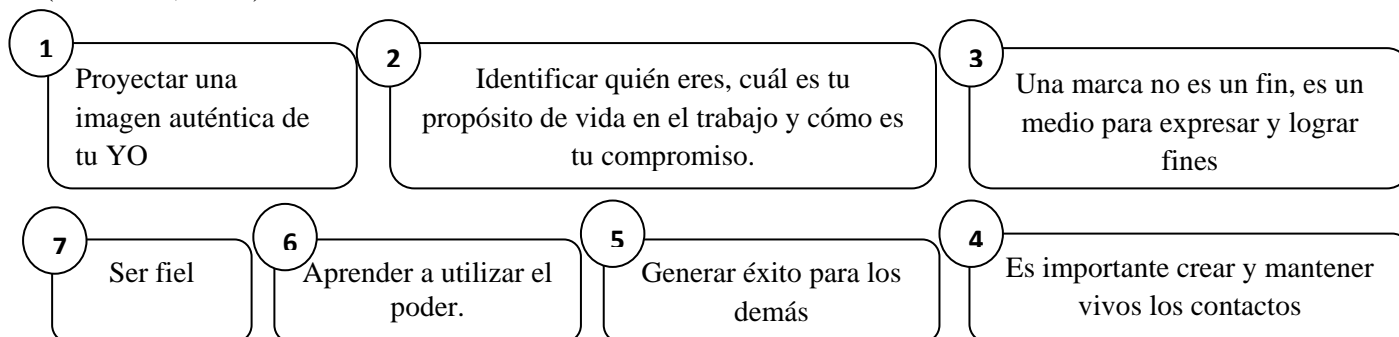 1
Proyectar una
imagen auténtica de
tu YO
2
Identificar quién eres, cuál es tu
propósito de vida en el trabajo y cómo es
tu compromiso.
3
Una marca no es un fin, es un
medio para expresar y lograr
fines
7
Ser fiel
6
Aprender a utilizar el
poder.
5
Generar éxito para los
demás
4
Es importante crear y mantener
vivos los contactos